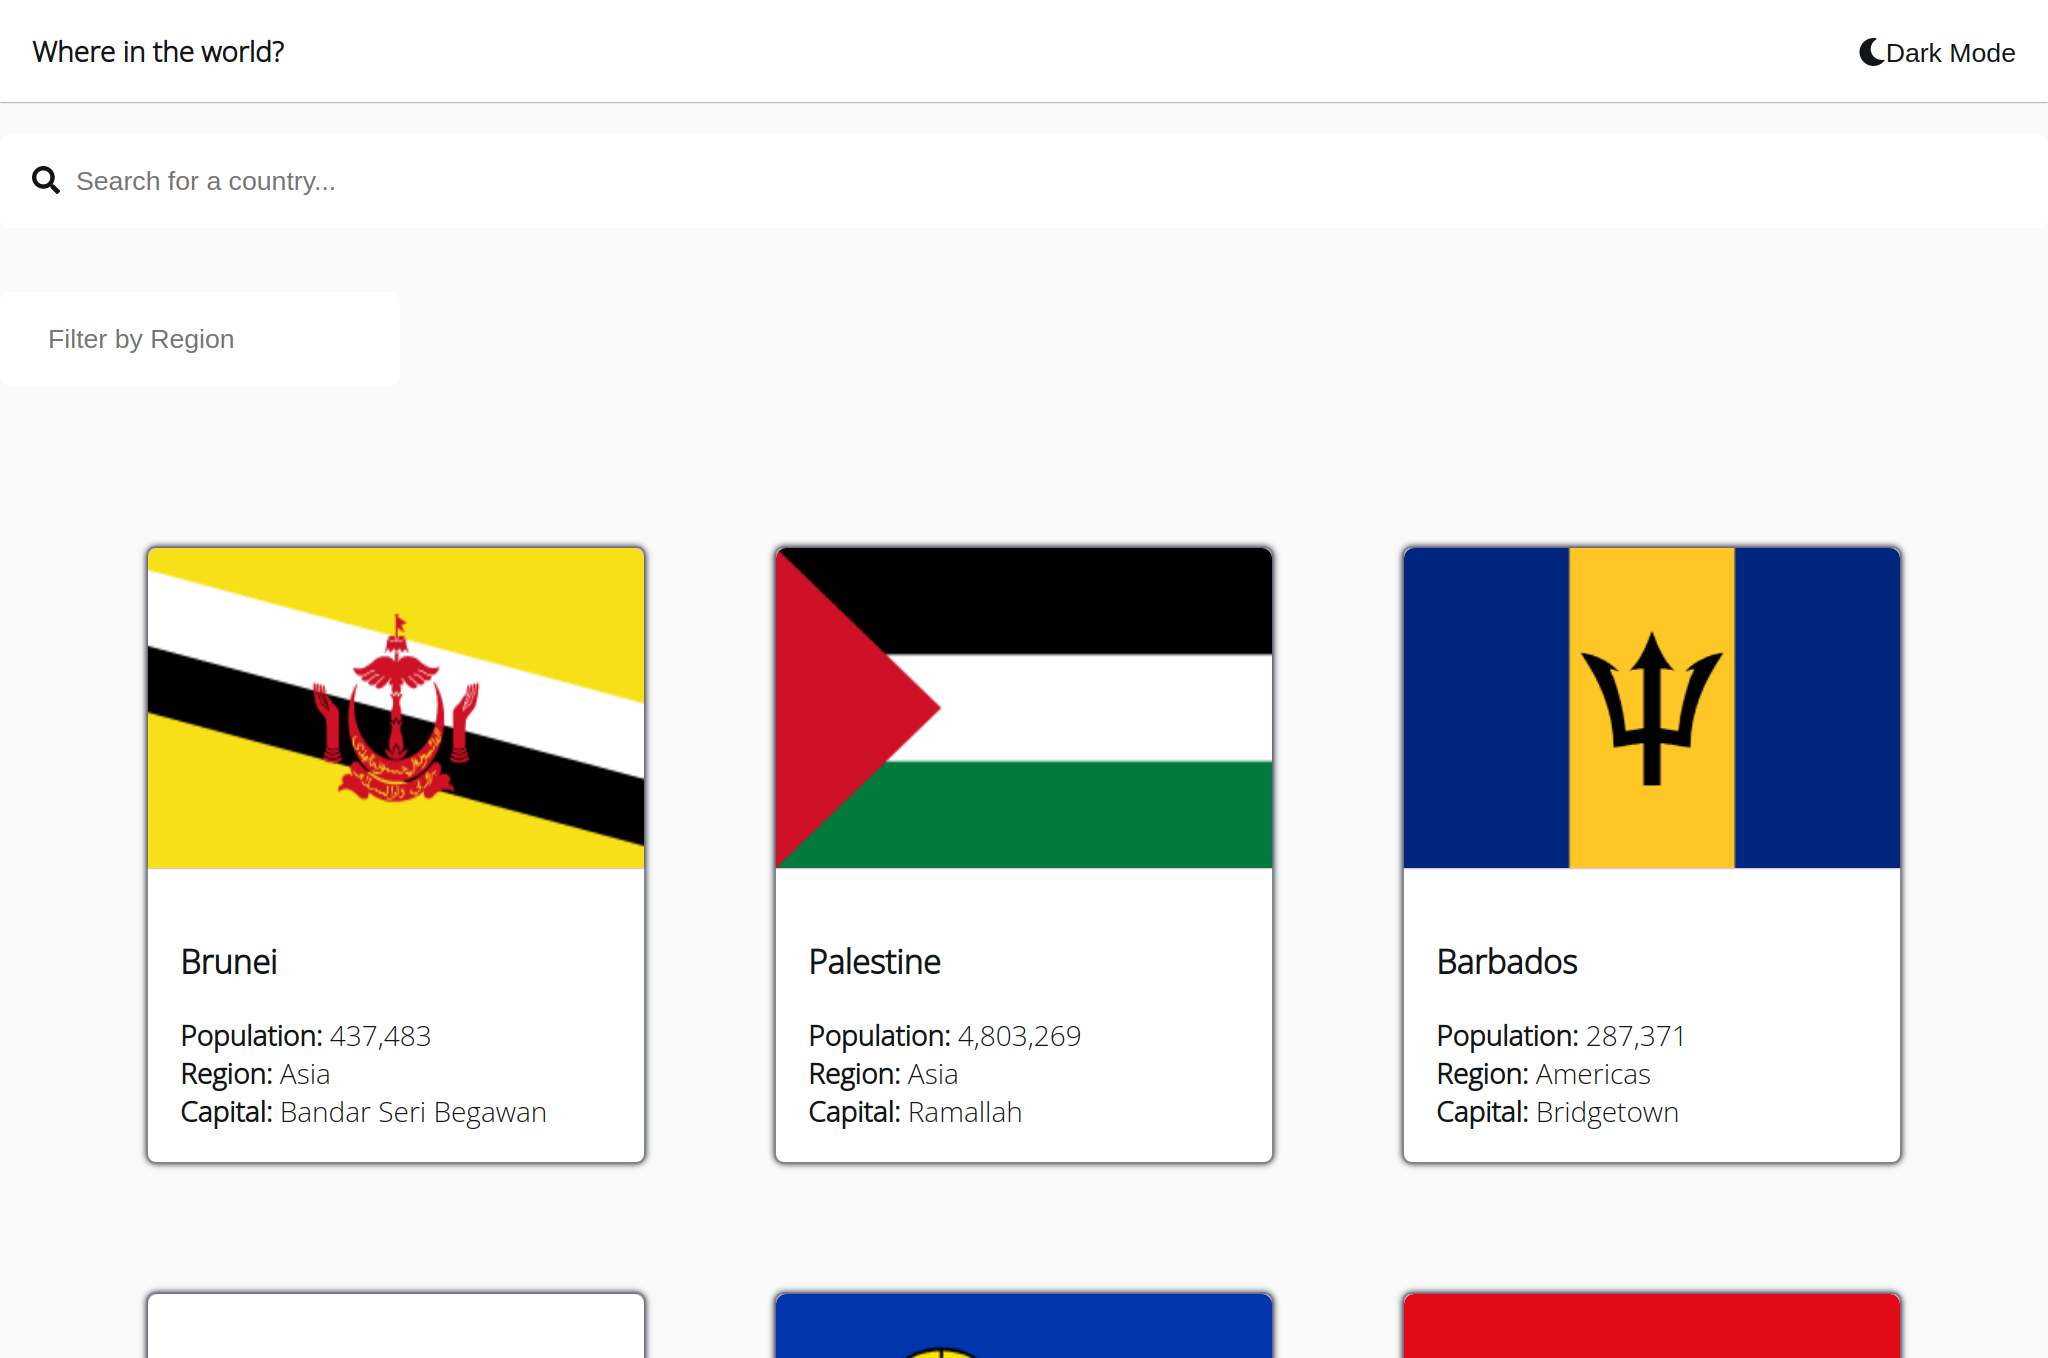 Where in the world?
Dark Mode
Search for a country...
Filter by Region
Brunei
Population: 437,483
Region: Asia
Capital: Bandar Seri Begawan
Palestine
Population: 4,803,269
Region: Asia
Capital: Ramallah
Barbados
Population: 287,371
Region: Americas
Capital: Bridgetown